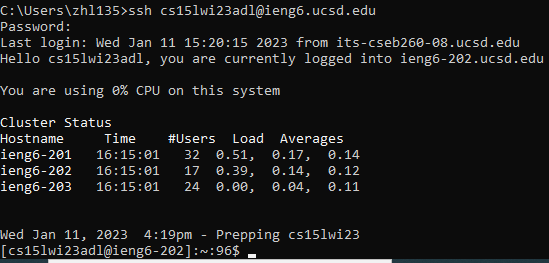 C:\Users\zhl135>ssh cs15lwi23adl@ieng6.ucsd.edu
Password:
Last login: Wed Jan 11 15:20:15 2023 from its-cseb260-08.ucsd.edu
Hello cs15lwi23adl, you are currently logged into ieng6-202.ucsd.edu
You are using 0% CPU on this system
Cluster Status
Hostname     Time    #Users  Load  Averages
ieng6-201   16:15:01   32  0.51,  0.17,  0.14
ieng6-202   16:15:01   17  0.39,  0.14,  0.12
ieng6-203   16:15:01   24  0.00,  0.04,  0.11
Wed Jan 11, 2023  4:19pm - Prepping cs15lwi23
[cs15lwi23adl@ieng6-202]:~:96$